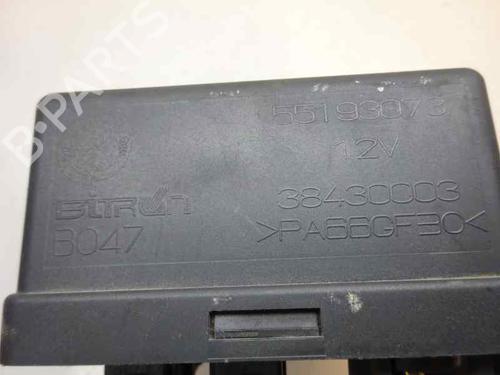 B-PARTS
55193073
12V
BITRON
38430003
B047
>PA66GF30<